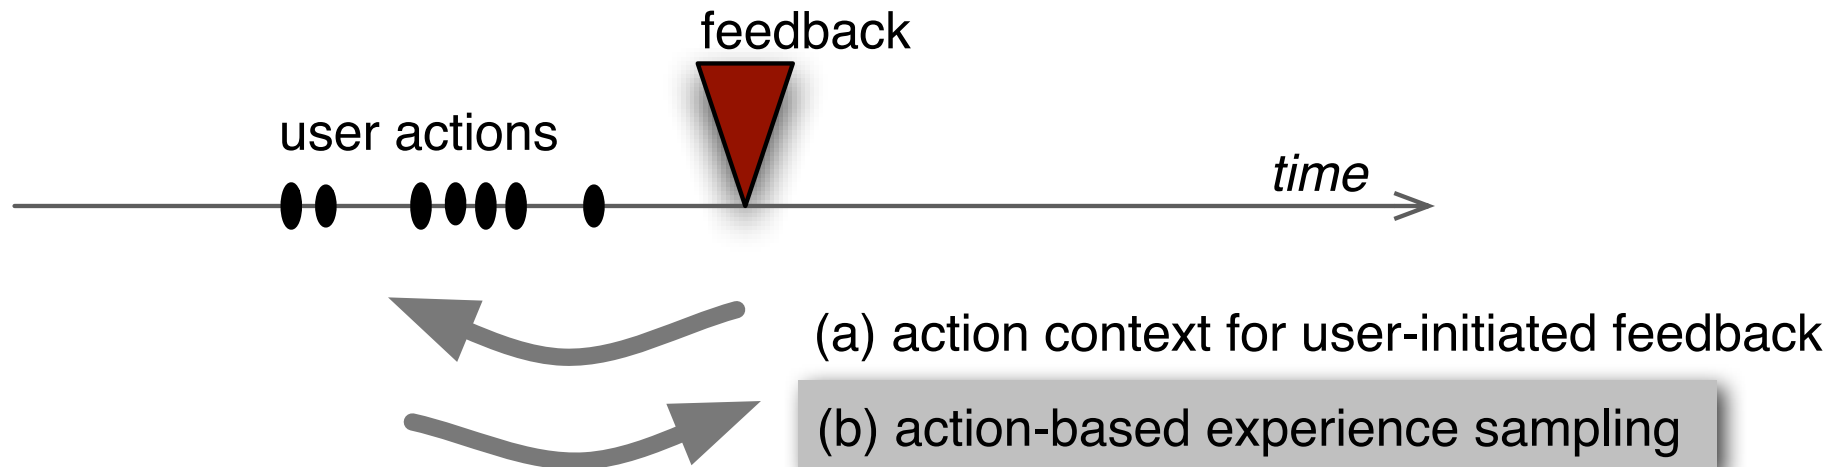 feedback
user actions
time
(a) action context for user-initiated feedback
(b) action-based experience sampling